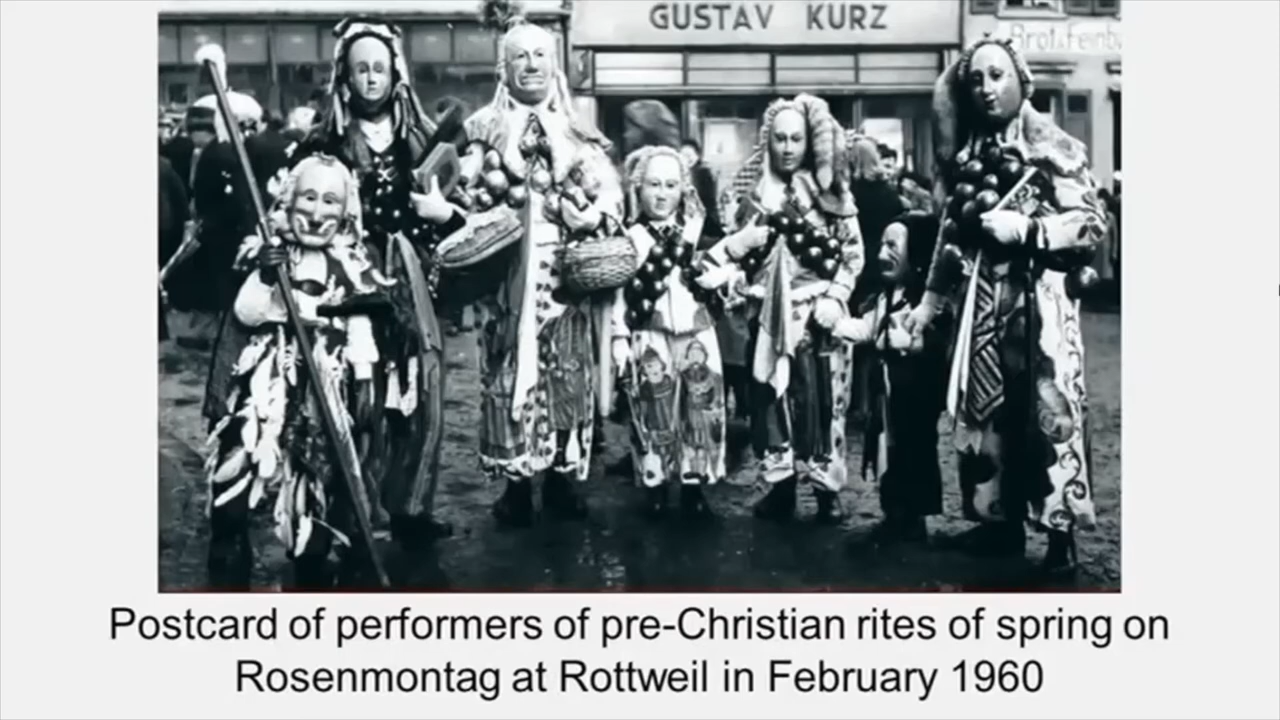 GUSTAV KURZ
Postcard of performers of pre-Christian rites of spring on
Rosenmontag at Rottweil in February 1960